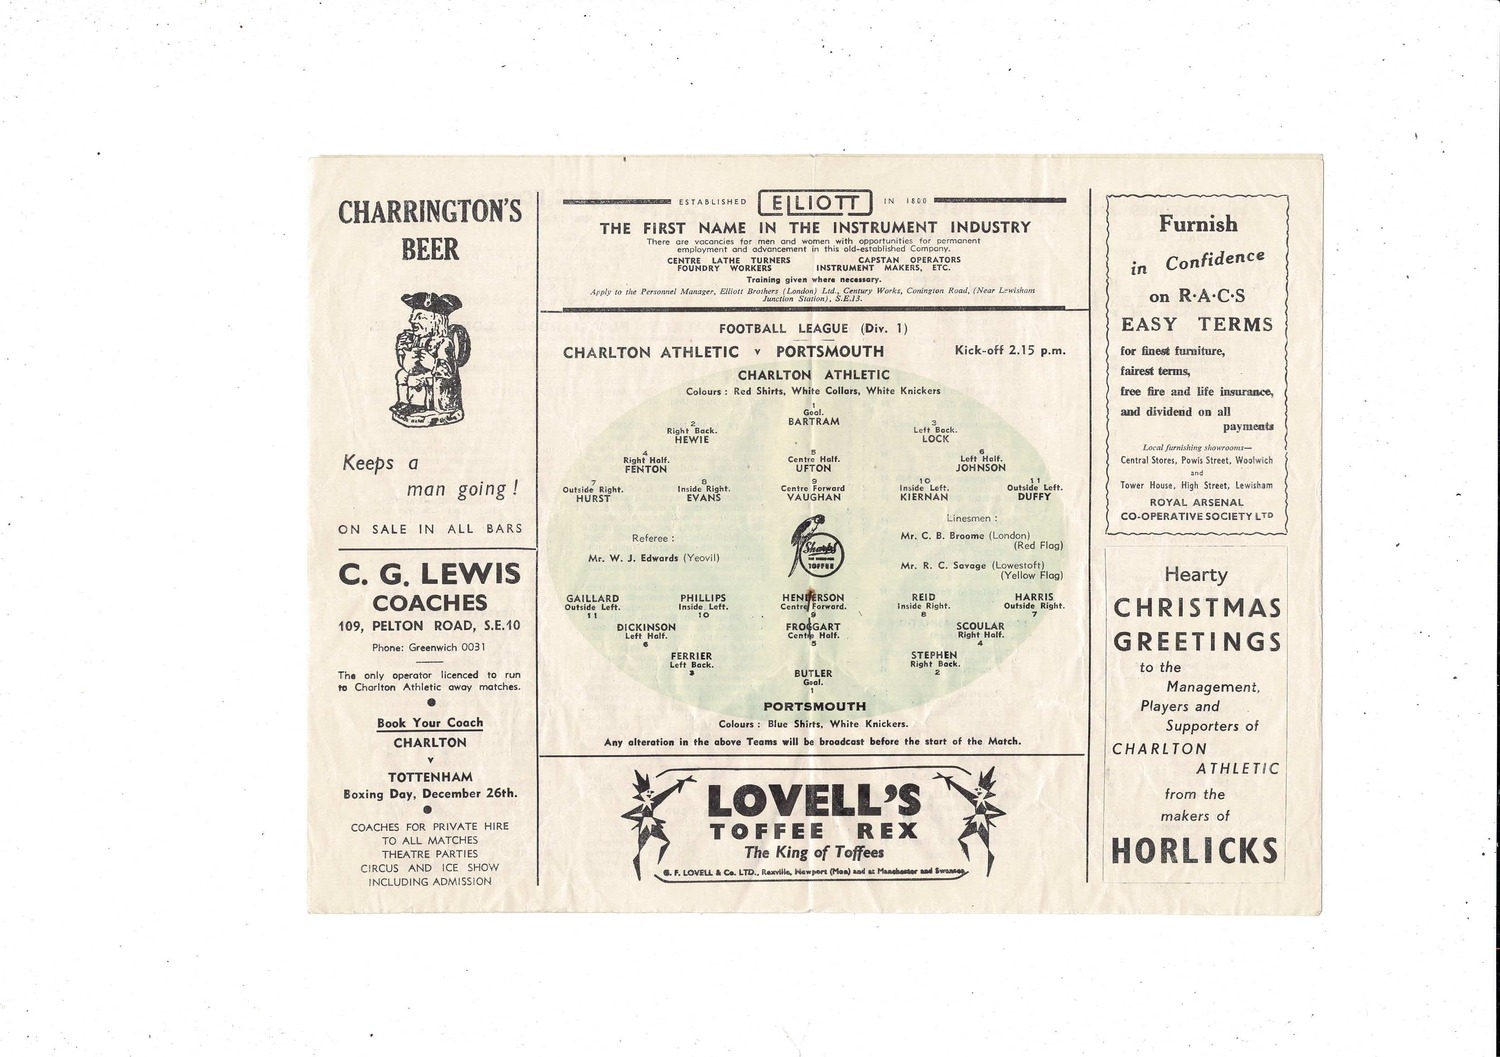 CHARRINGTON'S
BEER
Keeps a
man going !
ON SALE IN ALL BARS
C. G. LEWIS
COACHES
109, PELTON ROAD, S.E.10
Phone: Greenwich 0031
The only operator licenced to run
to Charlton Athletic away matches.
Book Your Coach
CHARLTON
v
TOTTENHAM
Boxing Day, December 26th.
COACHES FOR PRIVATE HIRE
TO ALL MATCHES
THEATRE PARTIES
CIRCUS AND ICE SHOW
INCLUDING ADMISSION
ESTABLISHED ELLIOTT IN 1800
THE FIRST NAME IN THE INSTRUMENT INDUSTRY
There are vacancies for men and women with opportunities for permanent
employment and advancement in this old-established Company.
CENTRE LATHE TURNERS CAPSTAN OPERATORS
FOUNDRY WORKERS INSTRUMENT MAKERS, ETC.
Training given where necessary.
Apply to the Personnel Manager, Elliott Brothers (London) Ltd., Century Works, Conington Road, (Near Lewisham
Junction Station), S.E.13.
FOOTBALL LEAGUE (Div. 1)
CHARLTON ATHLETIC v PORTSMOUTH Kick-off 2.15 p.m.
CHARLTON ATHLETIC
Colours : Red Shirts, White Collars, White Knickers
1
Goal.
BARTRAM
2 3
Right Back. Left Back.
HEWIE LOCK
4 5 6
Right Half. Centre Half. Left Half.
FENTON UFTON JOHNSON
7 8 9 10 11
Outside Right. Inside Right. Centre Forward Inside Left. Outside Left.
HURST EVANS VAUGHAN KIERNAN DUFFY
Referee :
Mr. W. J. Edwards (Yeovil)
Sharps
TOFFEE
Linesmen :
Mr. C. B. Broome (London)
(Red Flag)
Mr. R. C. Savage (Lowestoft)
(Yellow Flag)
GAILLARD PHILLIPS HENDERSON REID HARRIS
Outside Left. Inside Left. Centre Forward. Inside Right. Outside Right.
11 10 9 8 7
DICKINSON FROGGART SCOULAR
Left Half. Centre Half. Right Half.
6 5 4
FERRIER STEPHEN
Left Back. Right Back.
3 2
BUTLER
Goal.
1
PORTSMOUTH
Colours : Blue Shirts, White Knickers.
Any alteration in the above Teams will be broadcast before the start of the Match.
LOVELL'S
TOFFEE REX
The King of Toffees
G. F. LOVELL & Co. LTD., Rexville, Newport (Mon) and at Manchester and Swansea.
Furnish
in Confidence
on R·A·C·S
EASY TERMS
for finest furniture,
fairest terms,
free fire and life insurance,
and dividend on all
payments
Local furnishing showrooms—
Central Stores, Powis Street, Woolwich
and
Tower House, High Street, Lewisham
ROYAL ARSENAL
CO-OPERATIVE SOCIETY LTD
Hearty
CHRISTMAS
GREETINGS
to the
Management,
Players and
Supporters of
CHARLTON
ATHLETIC
from the
makers of
HORLICKS